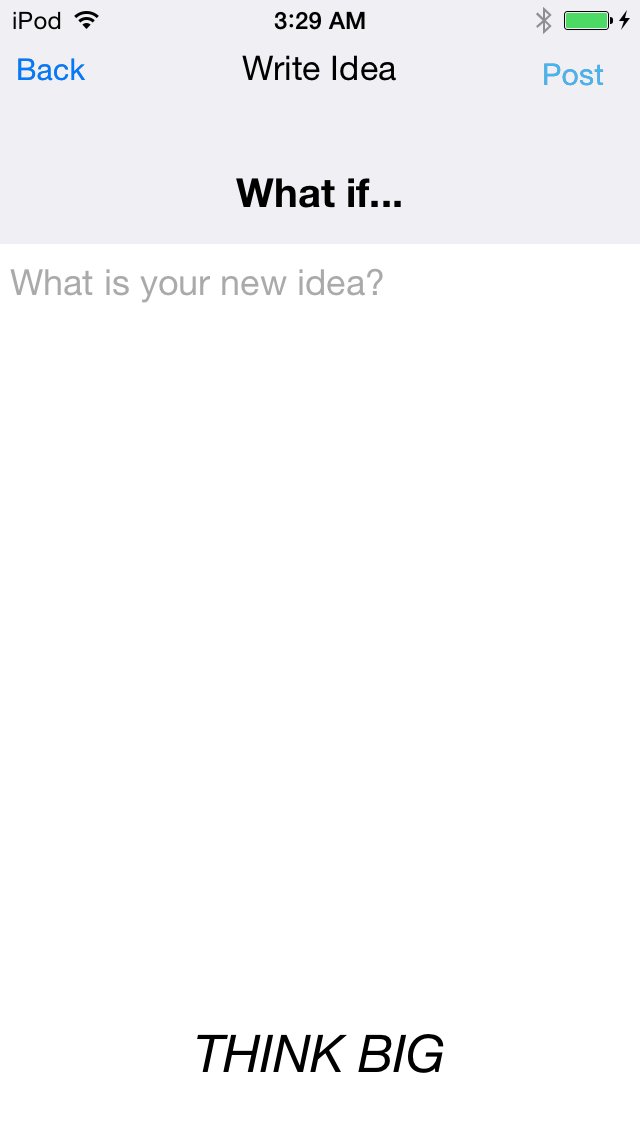 iPod 3:29 AM
Back Write Idea Post
What if...
What is your new idea?
THINK BIG